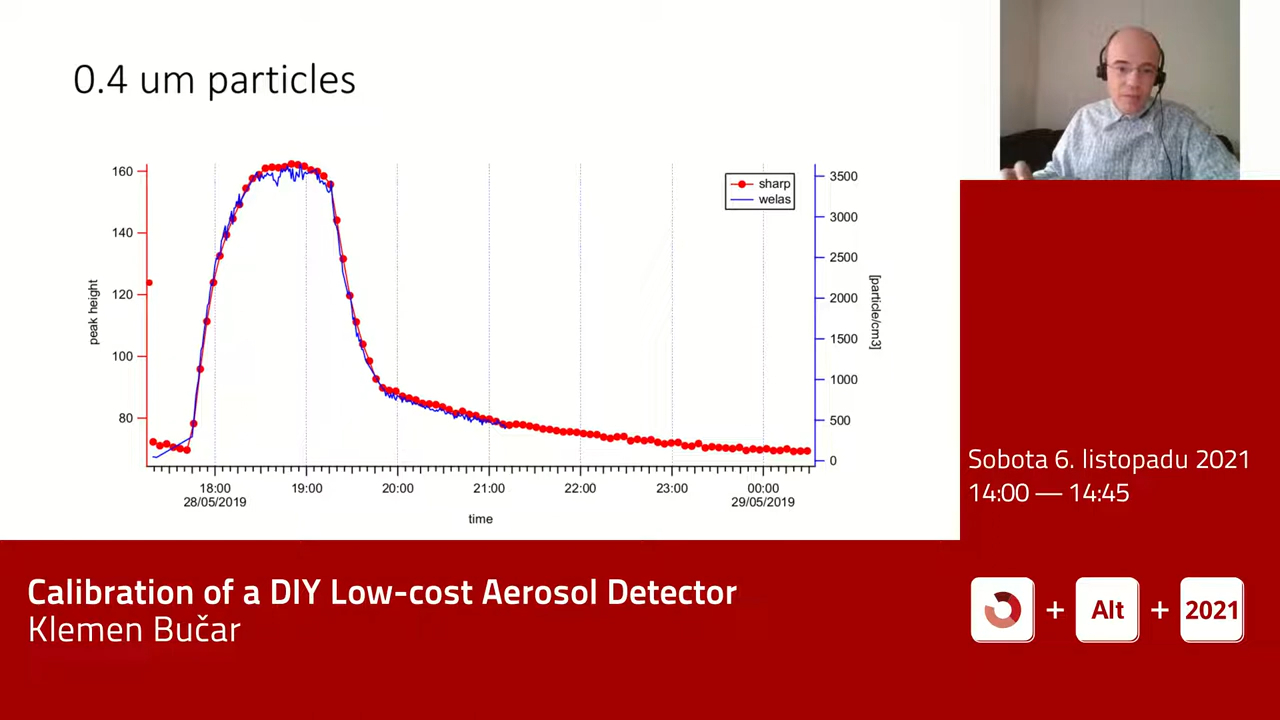 0.4 um particles
160
140
120
100
80
peak height
sharp
welas
3500
3000
2500
2000
1500
1000
500
0
[particle/cm3]
18:00
28/05/2019
19:00
20:00
21:00
22:00
23:00
00:00
29/05/2019
time
Sobota 6. listopadu 2021
14:00 — 14:45
Calibration of a DIY Low-cost Aerosol Detector
Klemen Bučar
+ Alt + 2021